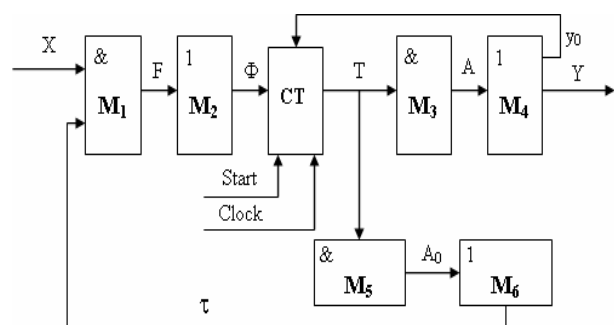 X
&
M1
F
1
M2
Φ
CT
T
&
M3
A
1
M4
y0
Y
Start
Clock
&
M5
A0
1
M6
τ